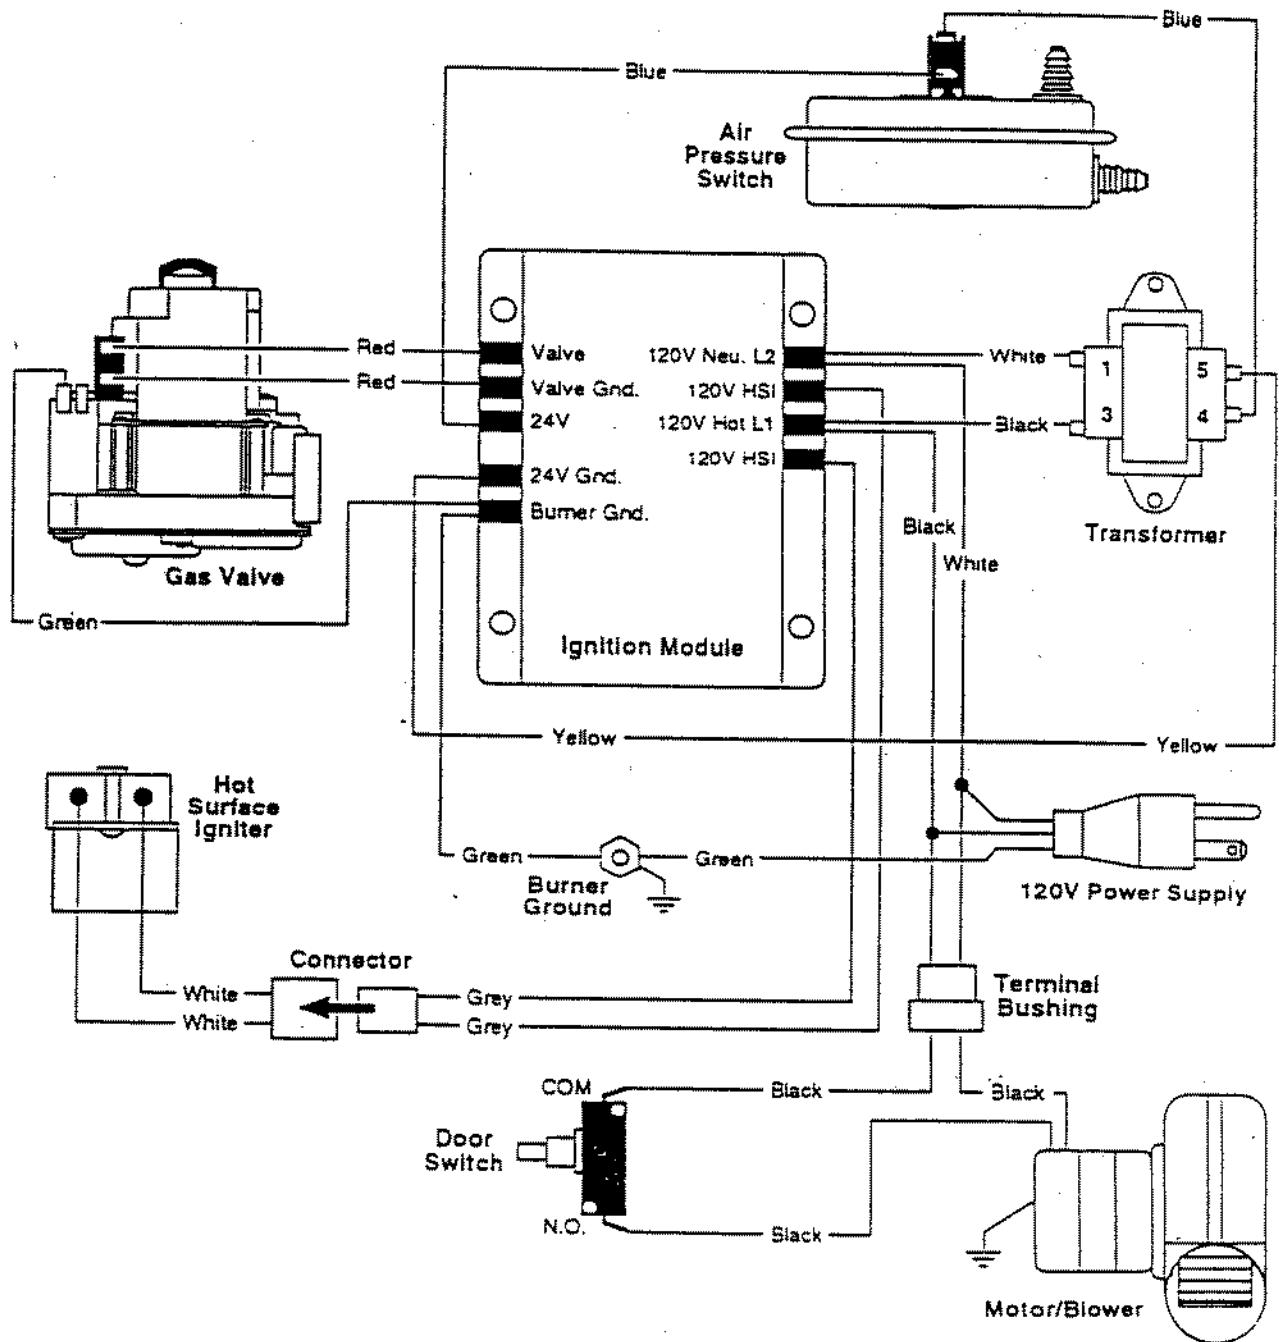 Blue
Blue
Air
Pressure
Switch
Red
Red
Valve
Valve Gnd.
24V
24V Gnd.
Burner Gnd.
120V Neu. L2
120V HSI
120V Hot L1
120V HSI
Ignition Module
White
Black
1
3
5
4
Transformer
Gas Valve
Green
Black
White
Yellow
Yellow
Hot
Surface
Igniter
Green
Green
Burner
Ground
120V Power Supply
Connector
White
White
Grey
Grey
Terminal
Bushing
COM
Black
Black
Door
Switch
N.O.
Black
Motor/Blower